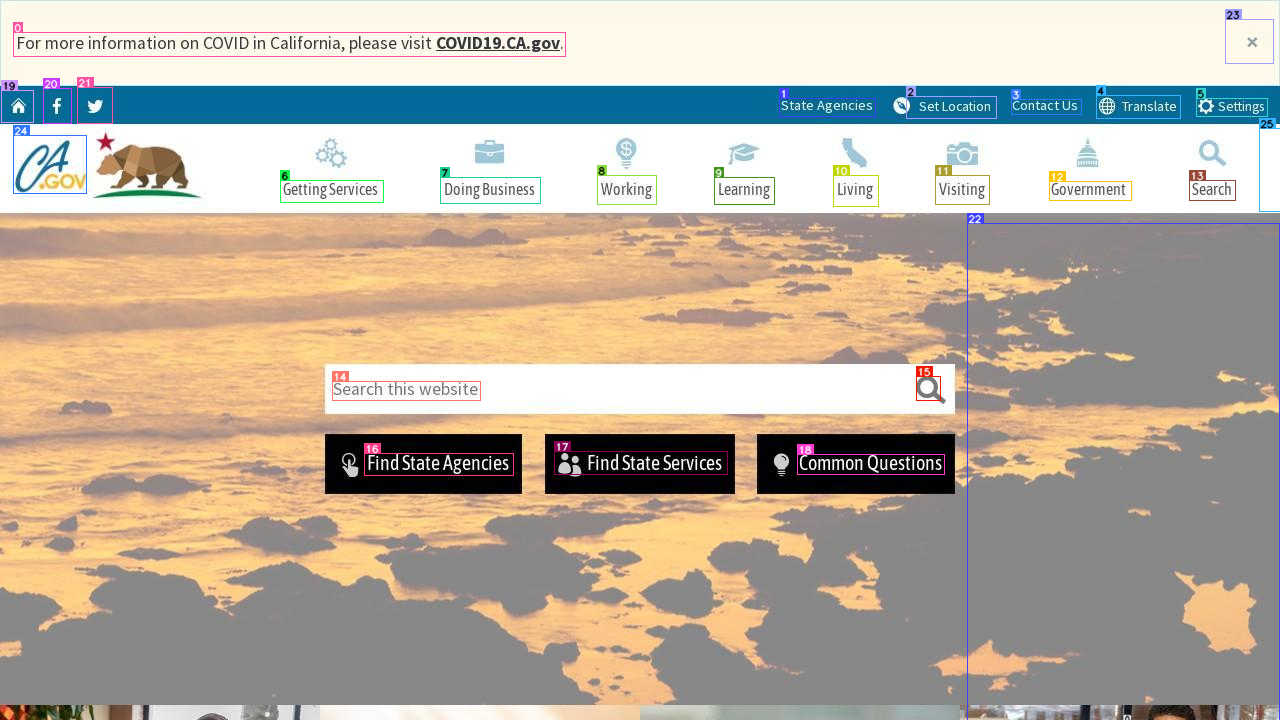 For more information on COVID in California, please visit COVID19.CA.gov.
0
23
×
19
20
21
1
State Agencies
2
Set Location
3
Contact Us
4
Translate
5
Settings
24
CA
.GOV
25
6
Getting Services
7
Doing Business
8
Working
9
Learning
10
Living
11
Visiting
12
Government
13
Search
22
14
Search this website
15
16
Find State Agencies
17
Find State Services
18
Common Questions